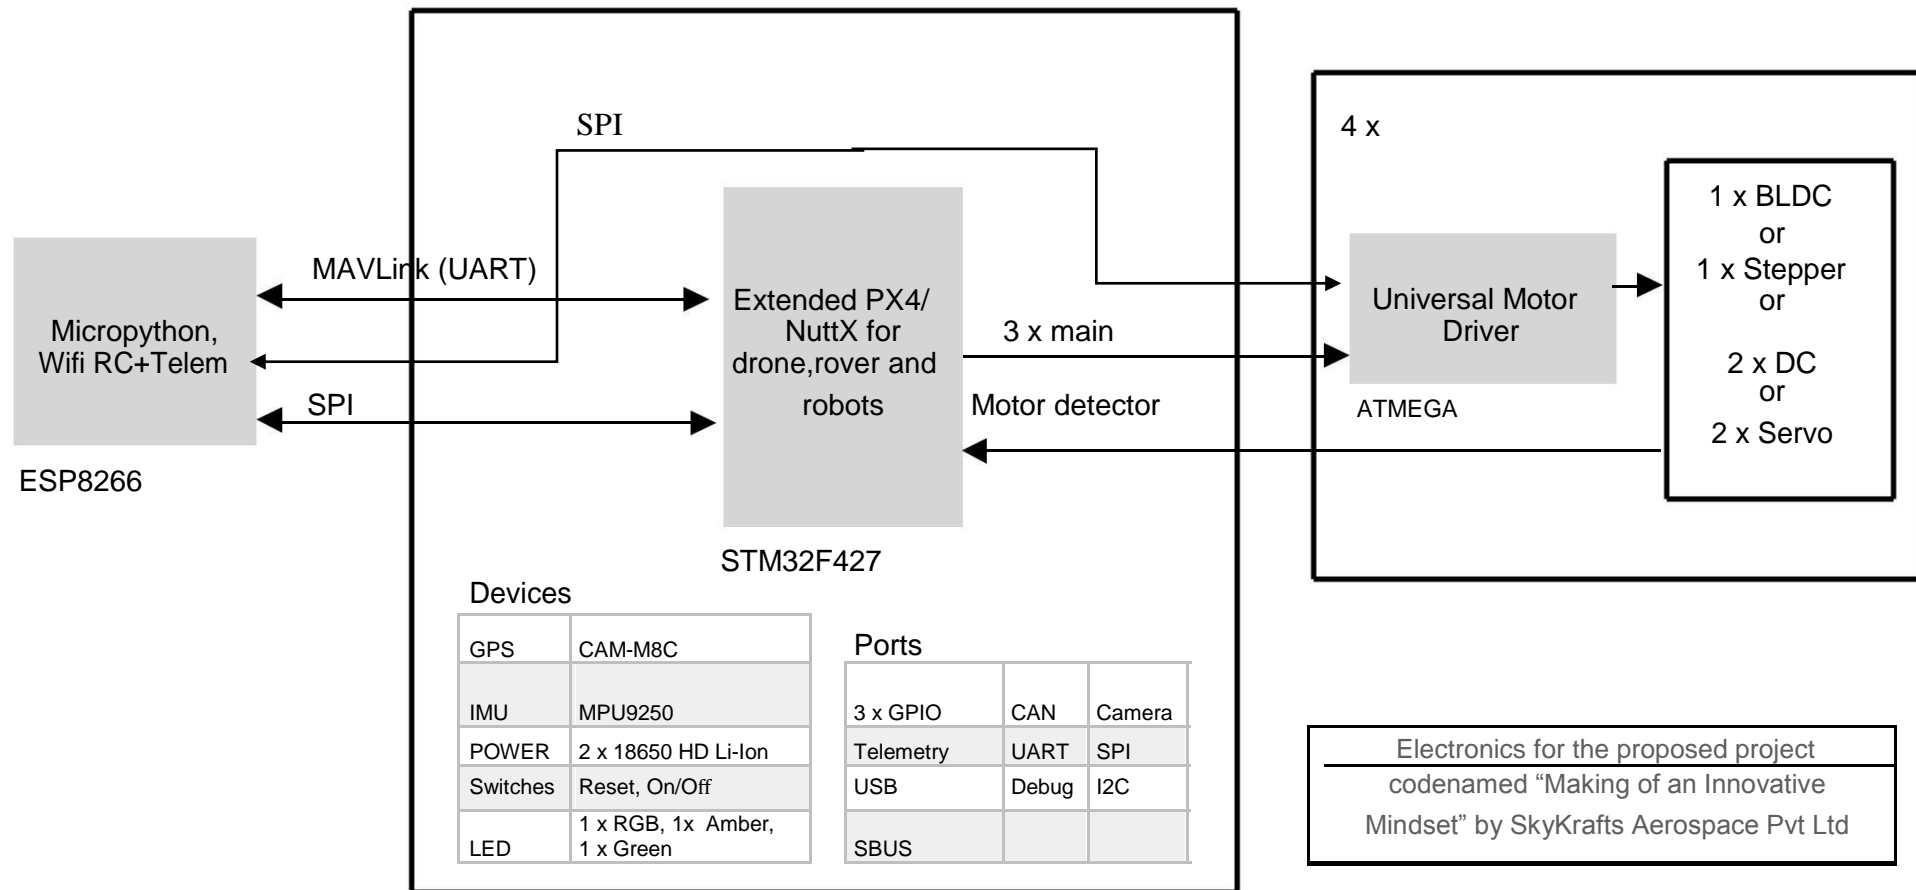 SPI
4 x
MAVLink (UART)
Micropython,
Wifi RC+Telem
SPI
ESP8266
Extended PX4/
NuttX for
drone,rover and
robots
STM32F427
3 x main
Motor detector
Universal Motor
Driver
ATMEGA
1 x BLDC
or
1 x Stepper
or
2 x DC
or
2 x Servo
Devices
GPS CAM-M8C
IMU MPU9250
POWER 2 x 18650 HD Li-Ion
Switches Reset, On/Off
LED 1 x RGB, 1x Amber,
1 x Green
Ports
3 x GPIO CAN Camera
Telemetry UART SPI
USB Debug I2C
SBUS
Electronics for the proposed project
codenamed “Making of an Innovative
Mindset” by SkyKrafts Aerospace Pvt Ltd